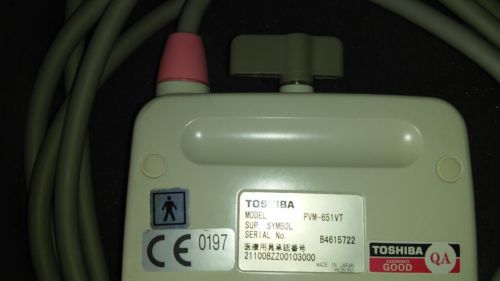 TOSHIBA
MODEL PVM-651VT
SUP. SYMBOL
SERIAL No. B4615722
医療用具承認番号
21100BZZ00103000
MADE IN JAPAN
CE 0197
TOSHIBA
EXAMINED
GOOD
QA